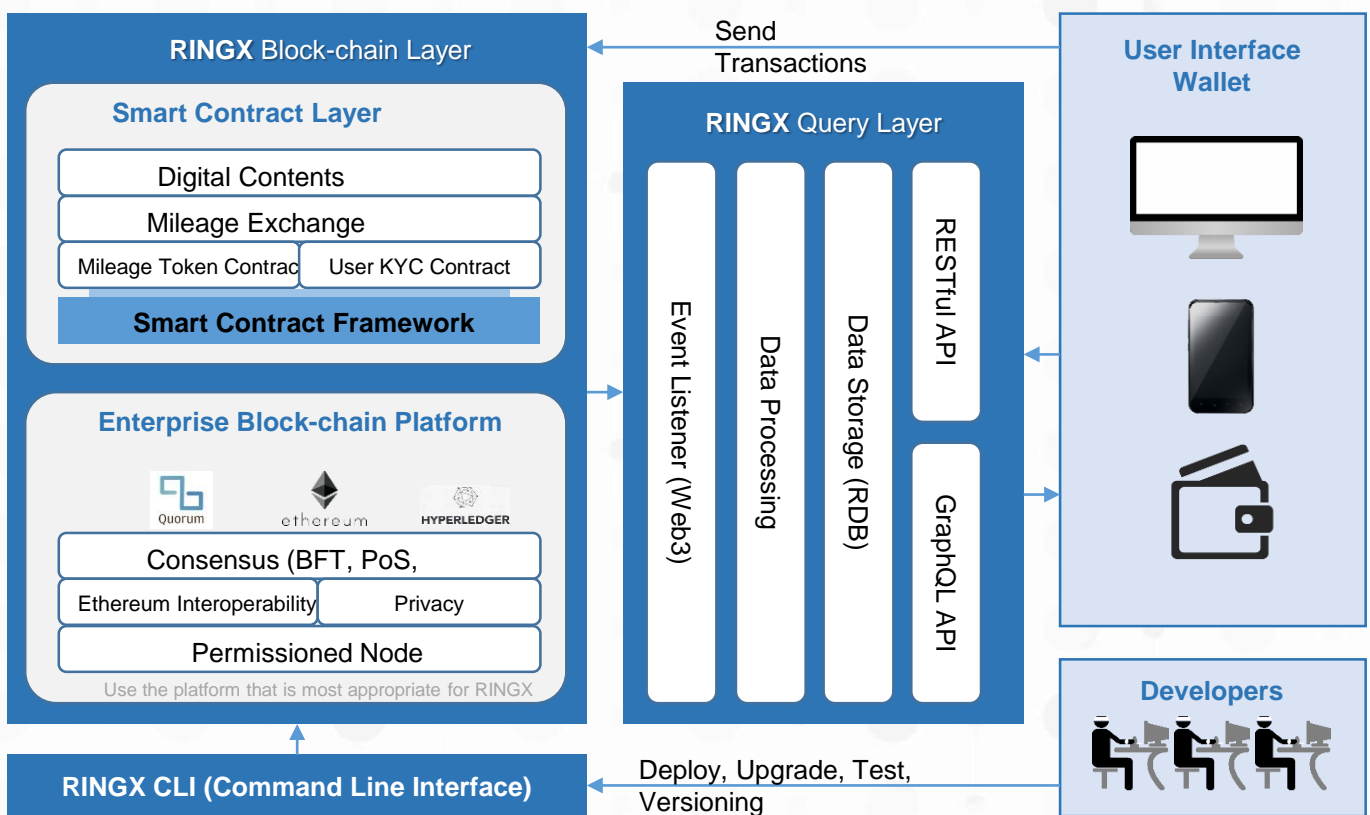 RINGX Block-chain Layer
Smart Contract Layer
Digital Contents
Mileage Exchange
Mileage Token Contrac
User KYC Contract
Smart Contract Framework
Enterprise Block-chain Platform
Quorum
ethereum
HYPERLEDGER
Consensus (BFT, PoS,
Ethereum Interoperability
Privacy
Permissioned Node
Use the platform that is most appropriate for RINGX
RINGX CLI (Command Line Interface)
Send
Transactions
RINGX Query Layer
Event Listener (Web3)
Data Processing
Data Storage (RDB)
RESTful API
GraphQL API
Deploy, Upgrade, Test,
Versioning
User Interface
Wallet
Developers